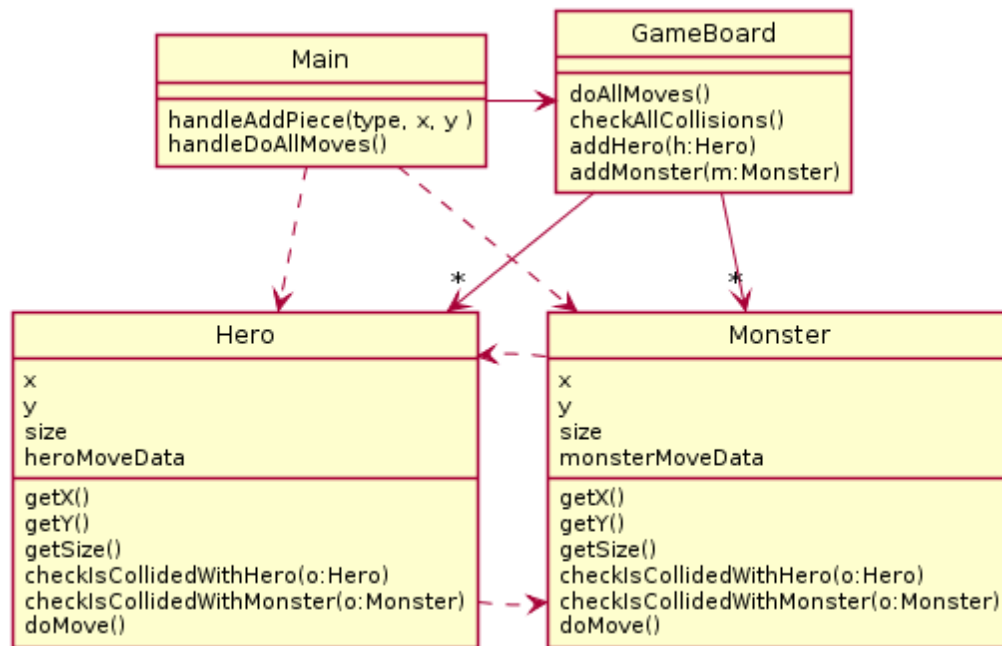 Main
handleAddPiece(type, x, y )
handleDoAllMoves()
GameBoard
doAllMoves()
checkAllCollisions()
addHero(h:Hero)
addMonster(m:Monster)
*
*
Hero
x
y
size
heroMoveData
getX()
getY()
getSize()
checkIsCollidedWithHero(o:Hero)
checkIsCollidedWithMonster(o:Monster)
doMove()
Monster
x
y
size
monsterMoveData
getX()
getY()
getSize()
checkIsCollidedWithHero(o:Hero)
checkIsCollidedWithMonster(o:Monster)
doMove()